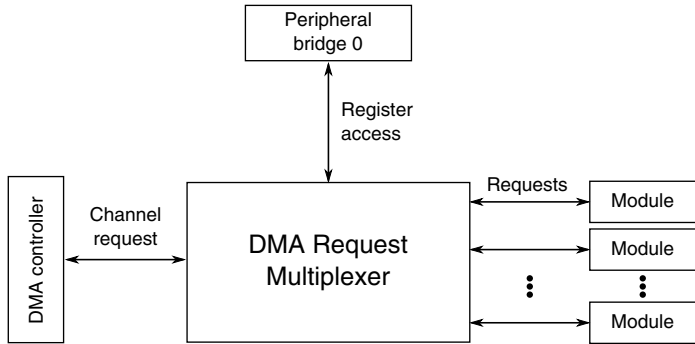 Peripheral
bridge 0
Register
access
DMA controller
Channel
request
DMA Request
Multiplexer
Requests
Module
Module
Module